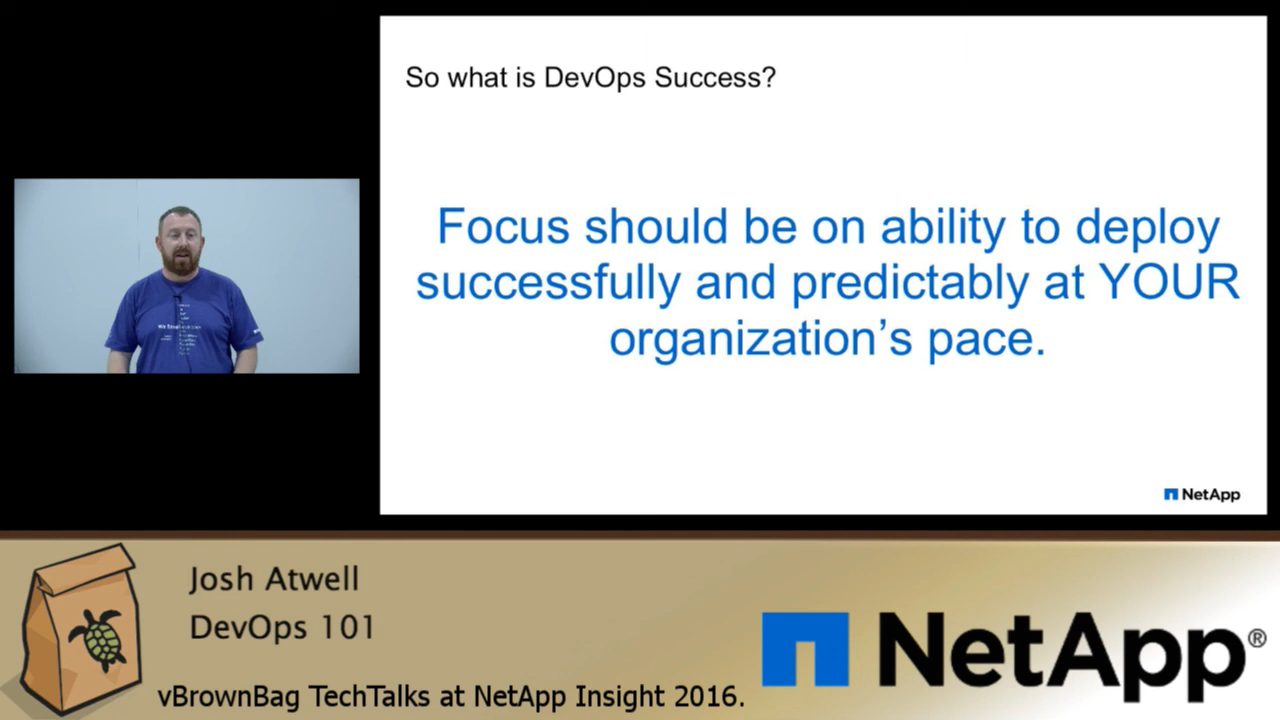 So what is DevOps Success?
Focus should be on ability to deploy
successfully and predictably at YOUR
organization's pace.
NetApp
Josh Atwell
DevOps 101
vBrownBag TechTalks at NetApp Insight 2016.
NetApp®